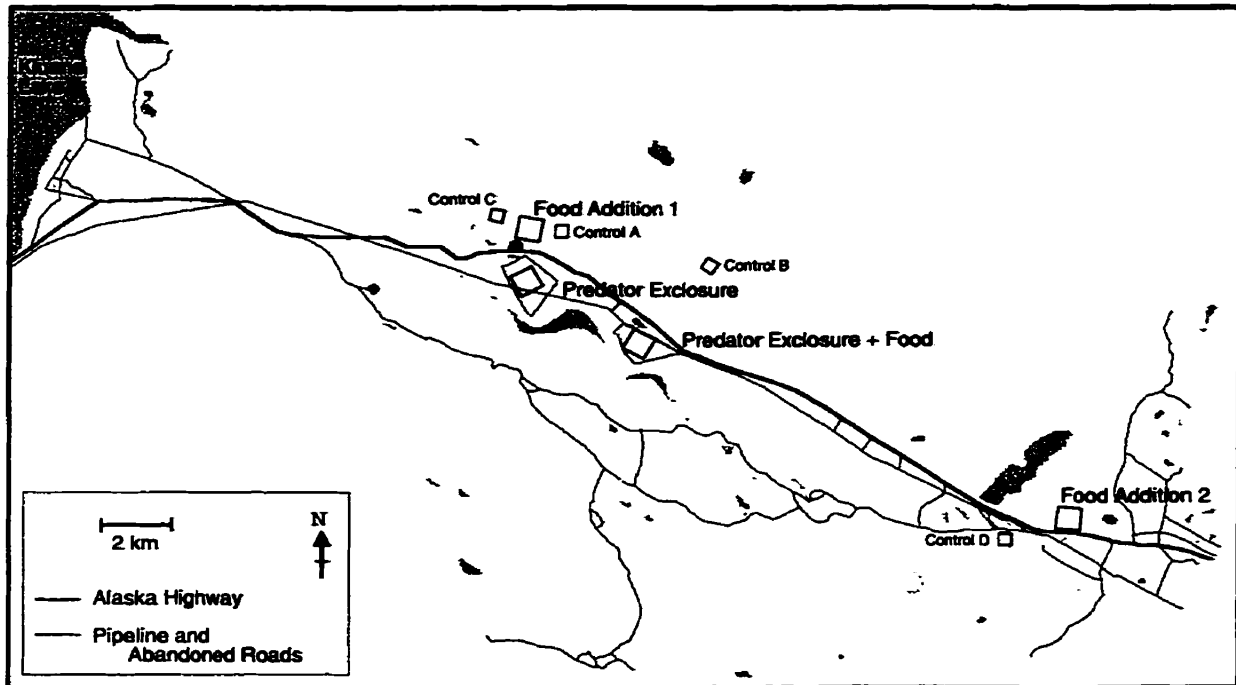 Control C
Food Addition 1
Control A
Control B
Predator Exclosure
Predator Exclosure + Food
Food Addition 2
Control D
2 km
N
Alaska Highway
Pipeline and
Abandoned Roads